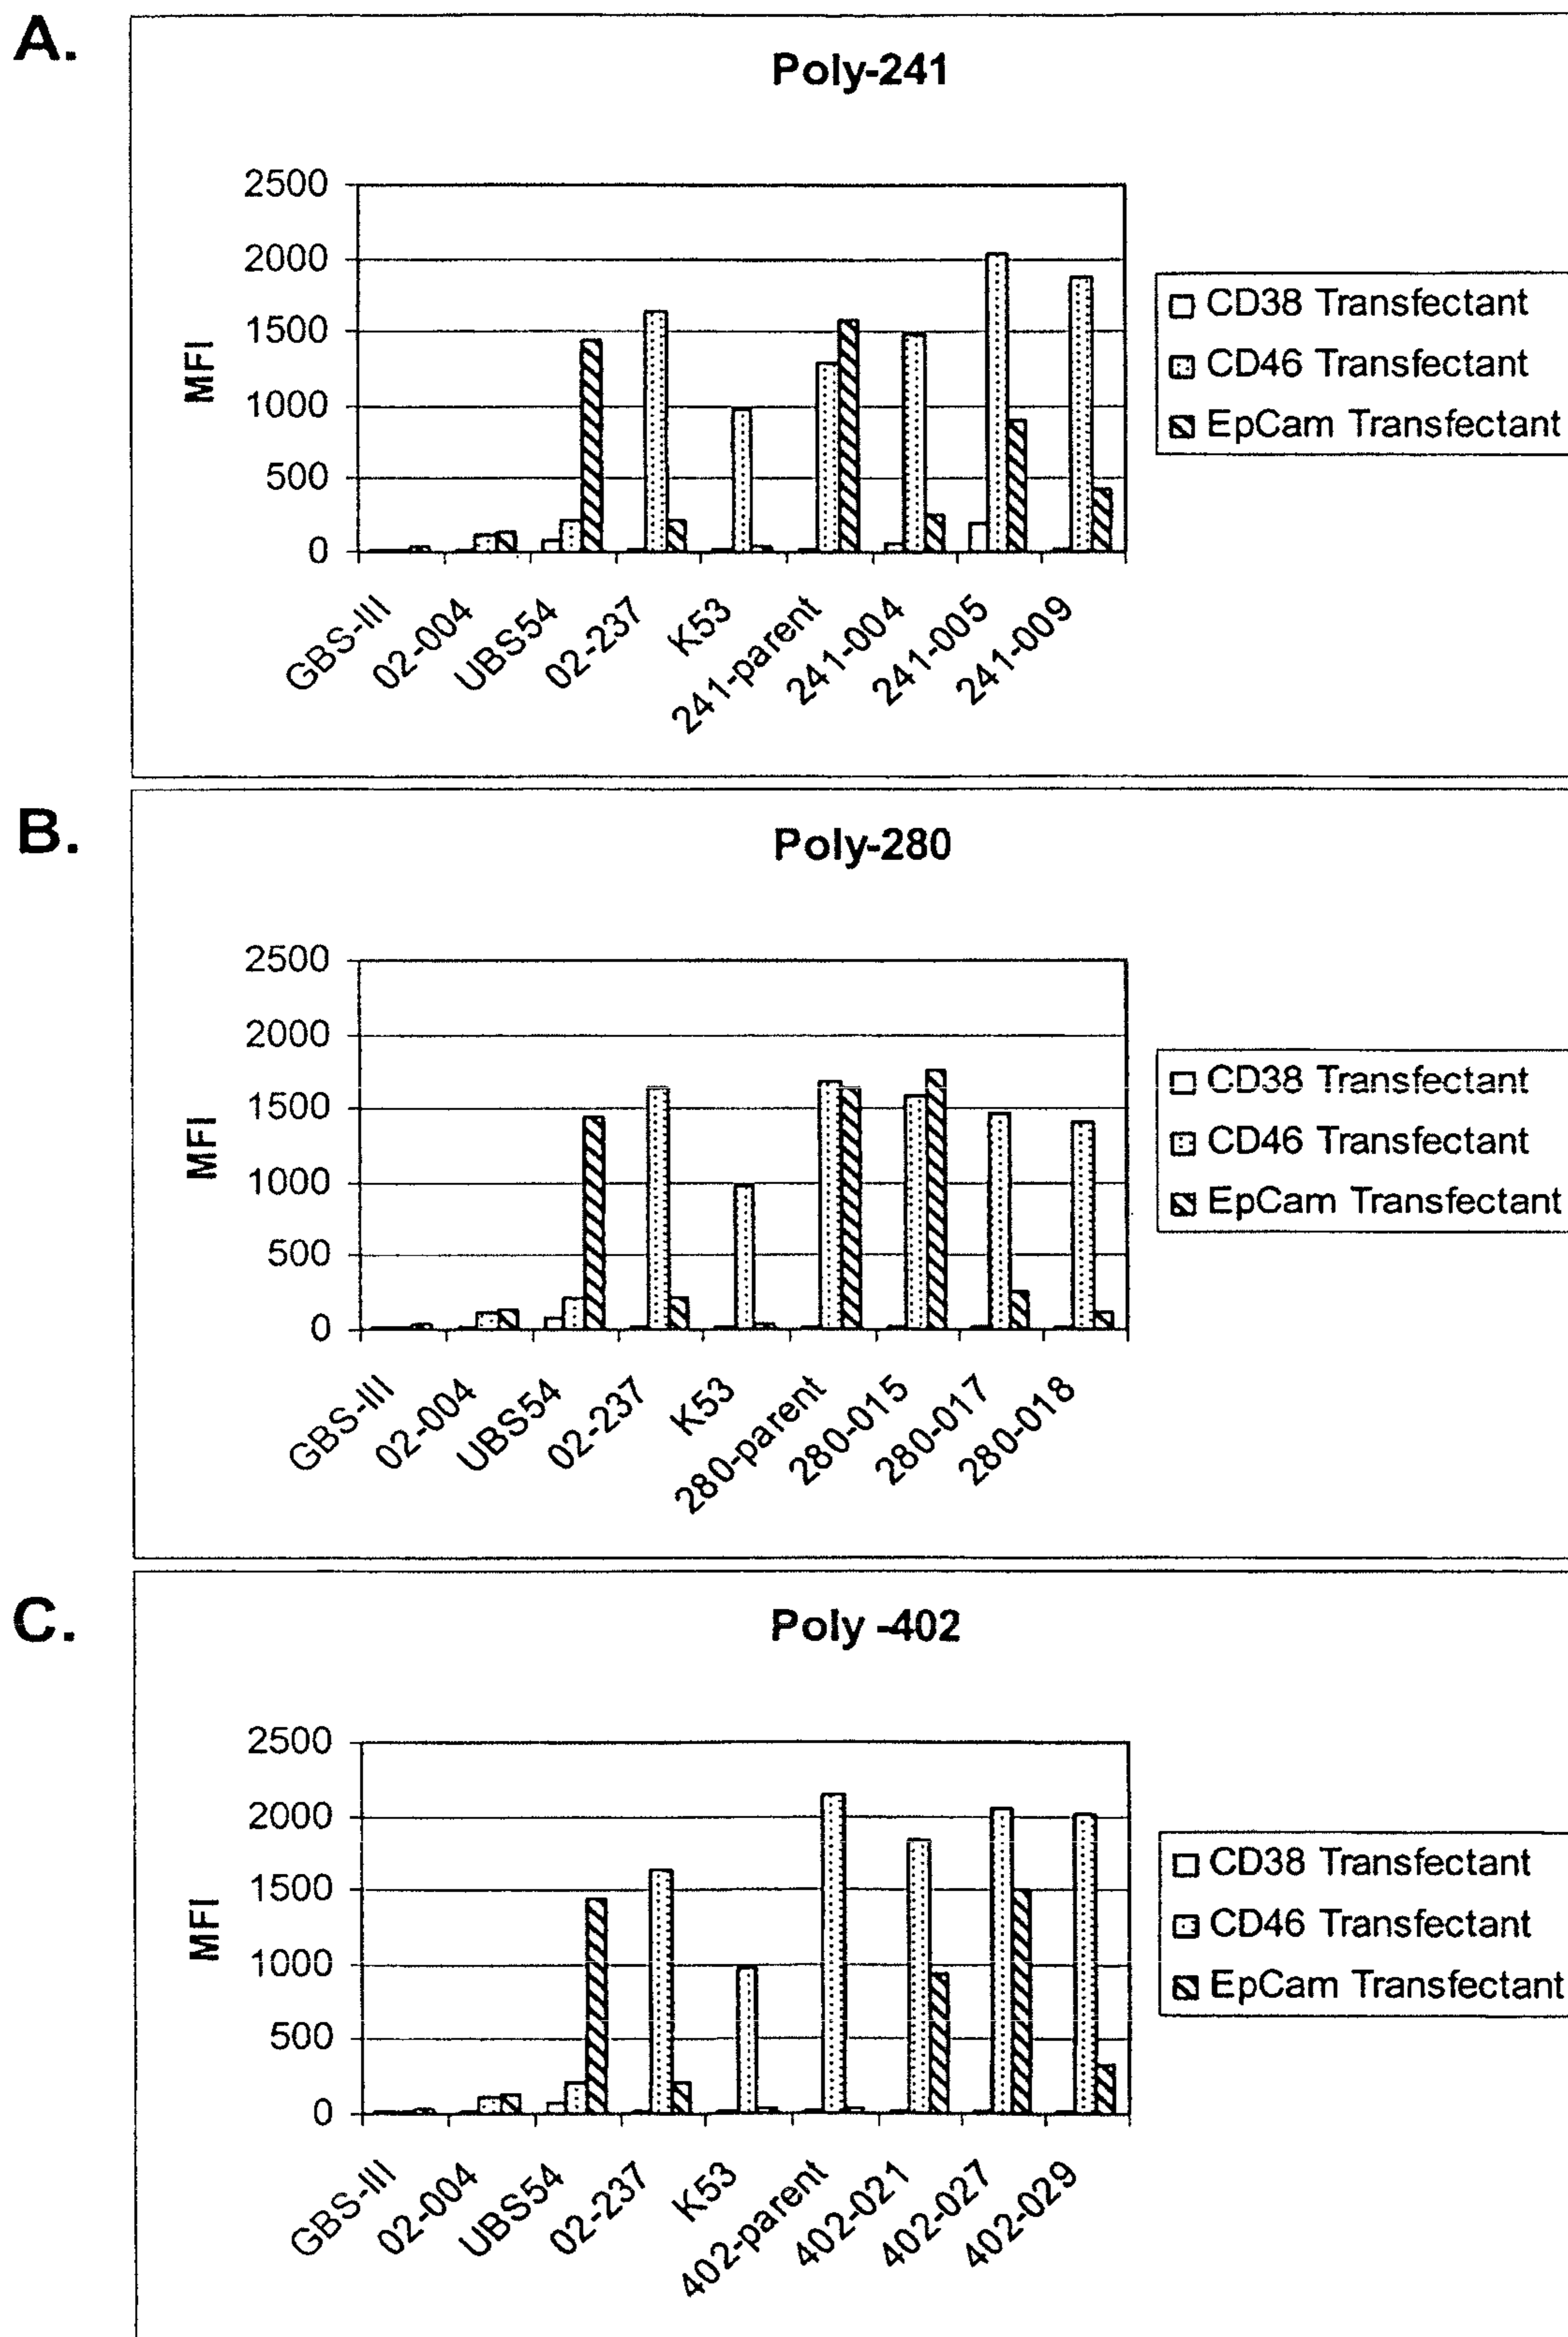 A.
Poly-241
2500
2000
1500
1000
500
0
MFI
GBS-III
02-004
UBS54
02-237
K53
241-parent
241-004
241-005
241-009
CD38 Transfectant
CD46 Transfectant
EpCam Transfectant
B.
Poly-280
2500
2000
1500
1000
500
0
MFI
GBS-III
02-004
UBS54
02-237
K53
280-parent
280-015
280-017
280-018
CD38 Transfectant
CD46 Transfectant
EpCam Transfectant
C.
Poly -402
2500
2000
1500
1000
500
0
MFI
GBS-III
02-004
UBS54
02-237
K53
402-parent
402-021
402-027
402-029
CD38 Transfectant
CD46 Transfectant
EpCam Transfectant